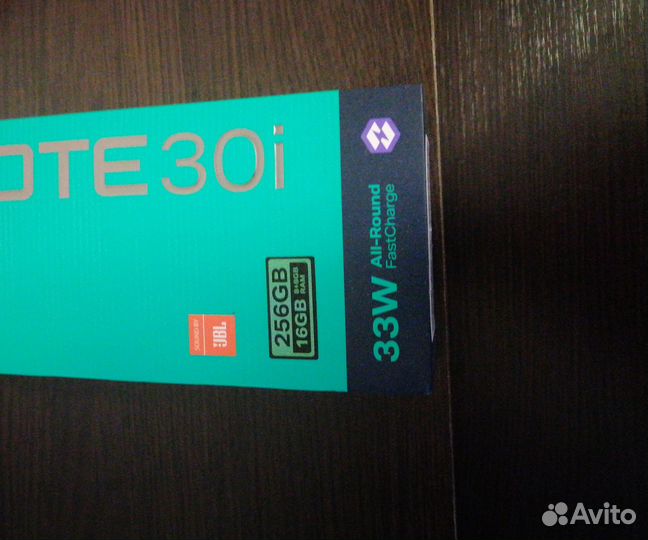 OTE 30i
SOUND BY
JBL
256GB
16GB 8+8GB RAM
33W All-Round FastCharge
Avito